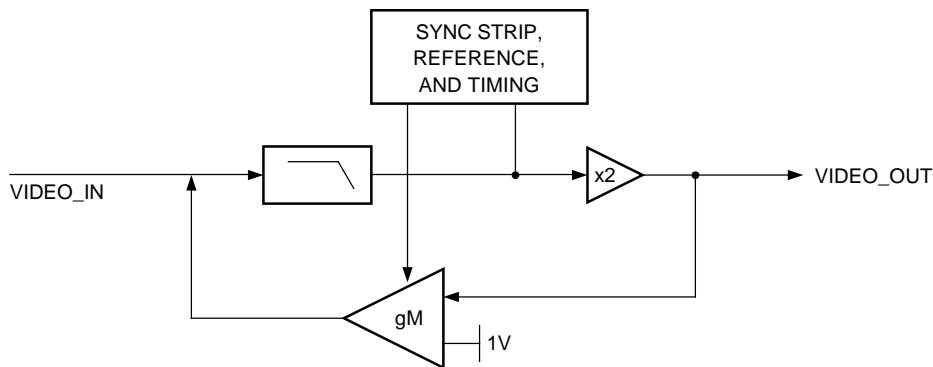 SYNC STRIP,
REFERENCE,
AND TIMING
VIDEO_IN
x2
VIDEO_OUT
gM
1V